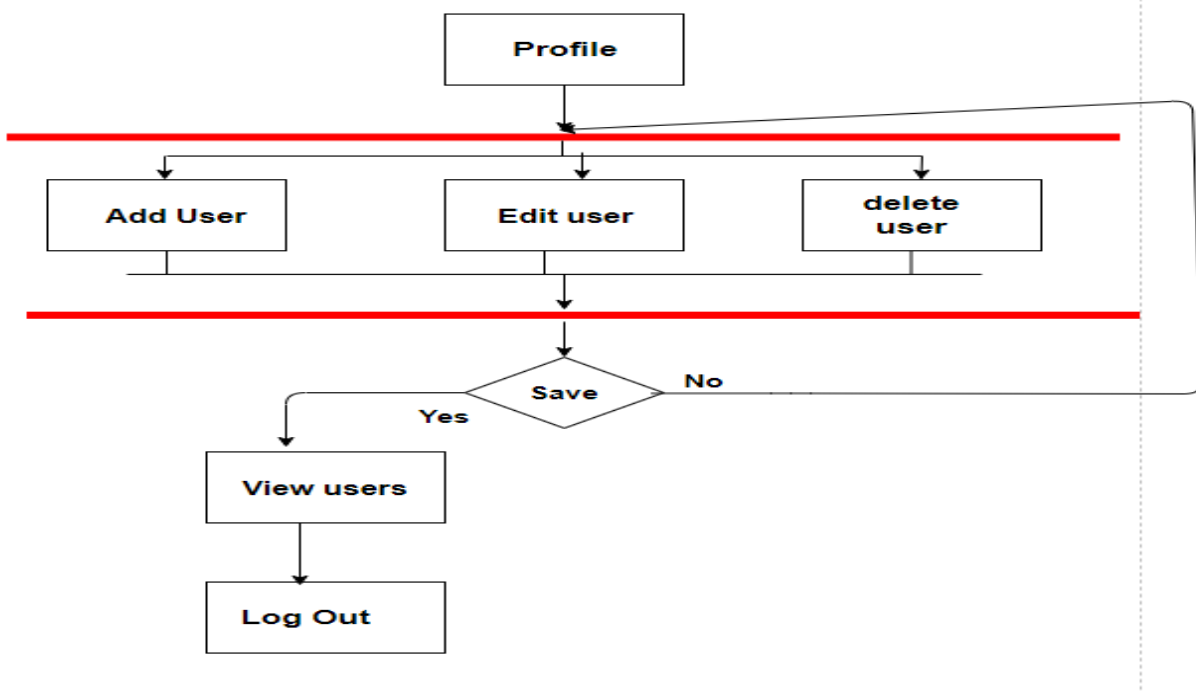 Profile
Add User
Edit user
delete
user
Save
No
Yes
View users
Log Out